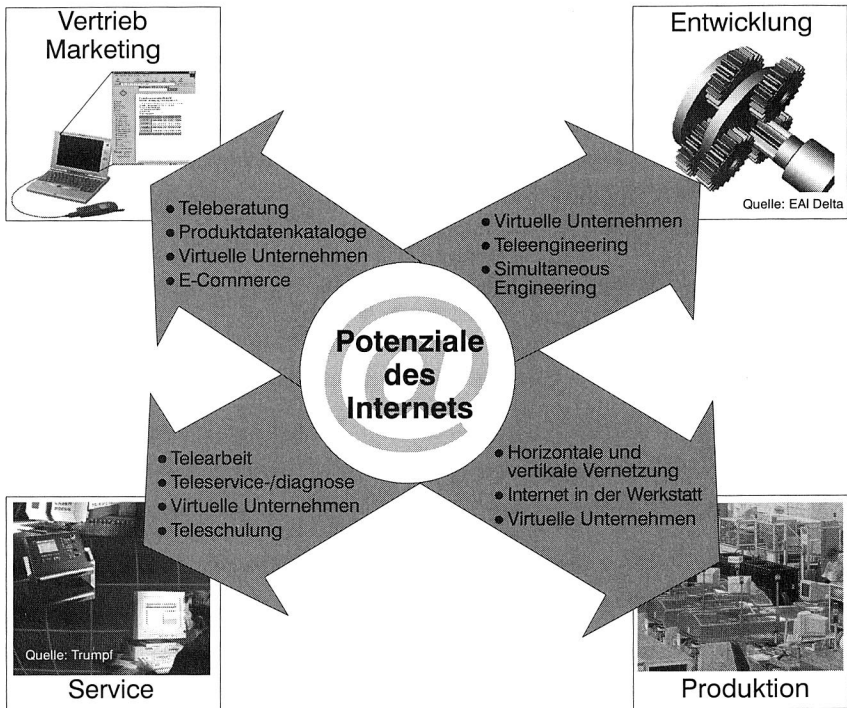 Vertrieb
Marketing
Entwicklung
Quelle: EAI Delta
• Teleberatung
• Produktdatenkataloge
• Virtuelle Unternehmen
• E-Commerce
• Virtuelle Unternehmen
• Teleengineering
• Simultaneous
Engineering
Potenziale
des
Internets
@
• Telearbeit
• Teleservice-/diagnose
• Virtuelle Unternehmen
• Teleschulung
• Horizontale und
vertikale Vernetzung
• Internet in der Werkstatt
• Virtuelle Unternehmen
Quelle: Trumpf
Service
Produktion